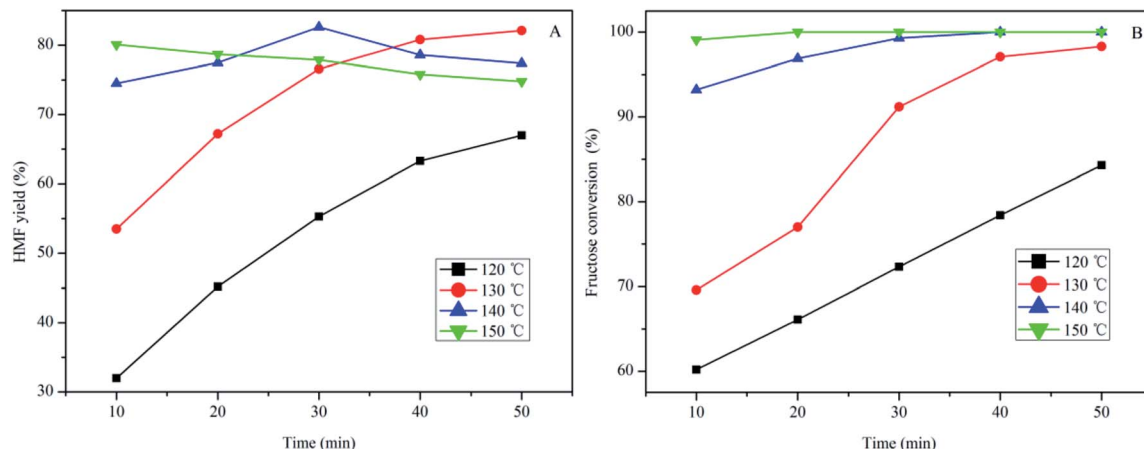 A
HMF yield (%)
80
70
60
50
40
30
120 ℃
130 ℃
140 ℃
150 ℃
10 20 30 40 50
Time (min)
B
Fructose conversion (%)
100
90
80
70
60
120 ℃
130 ℃
140 ℃
150 ℃
10 20 30 40 50
Time (min)